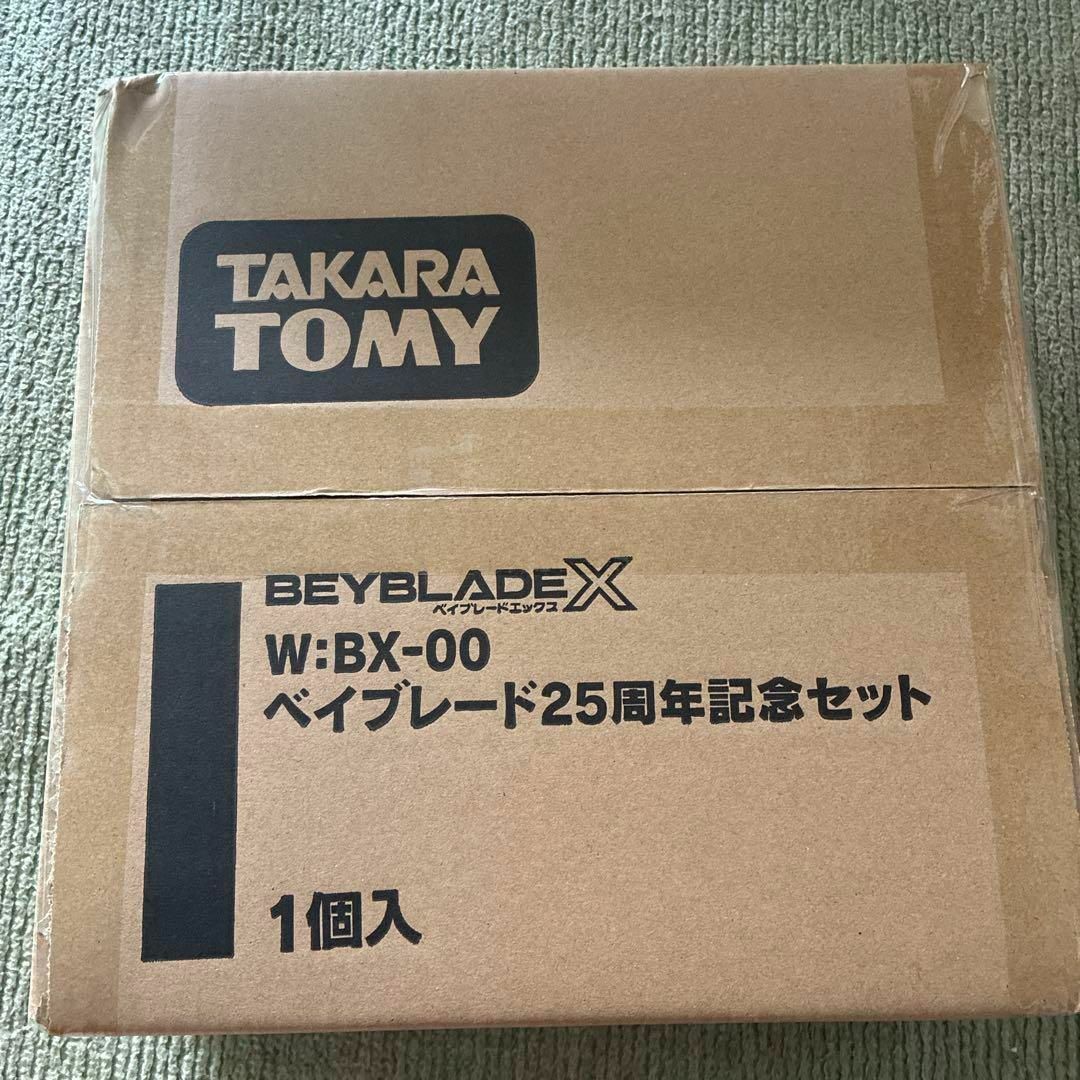 TAKARA
TOMY
BEYBLADE X
ベイブレードエックス
W:BX-00
ベイブレード25周年記念セット
1個入